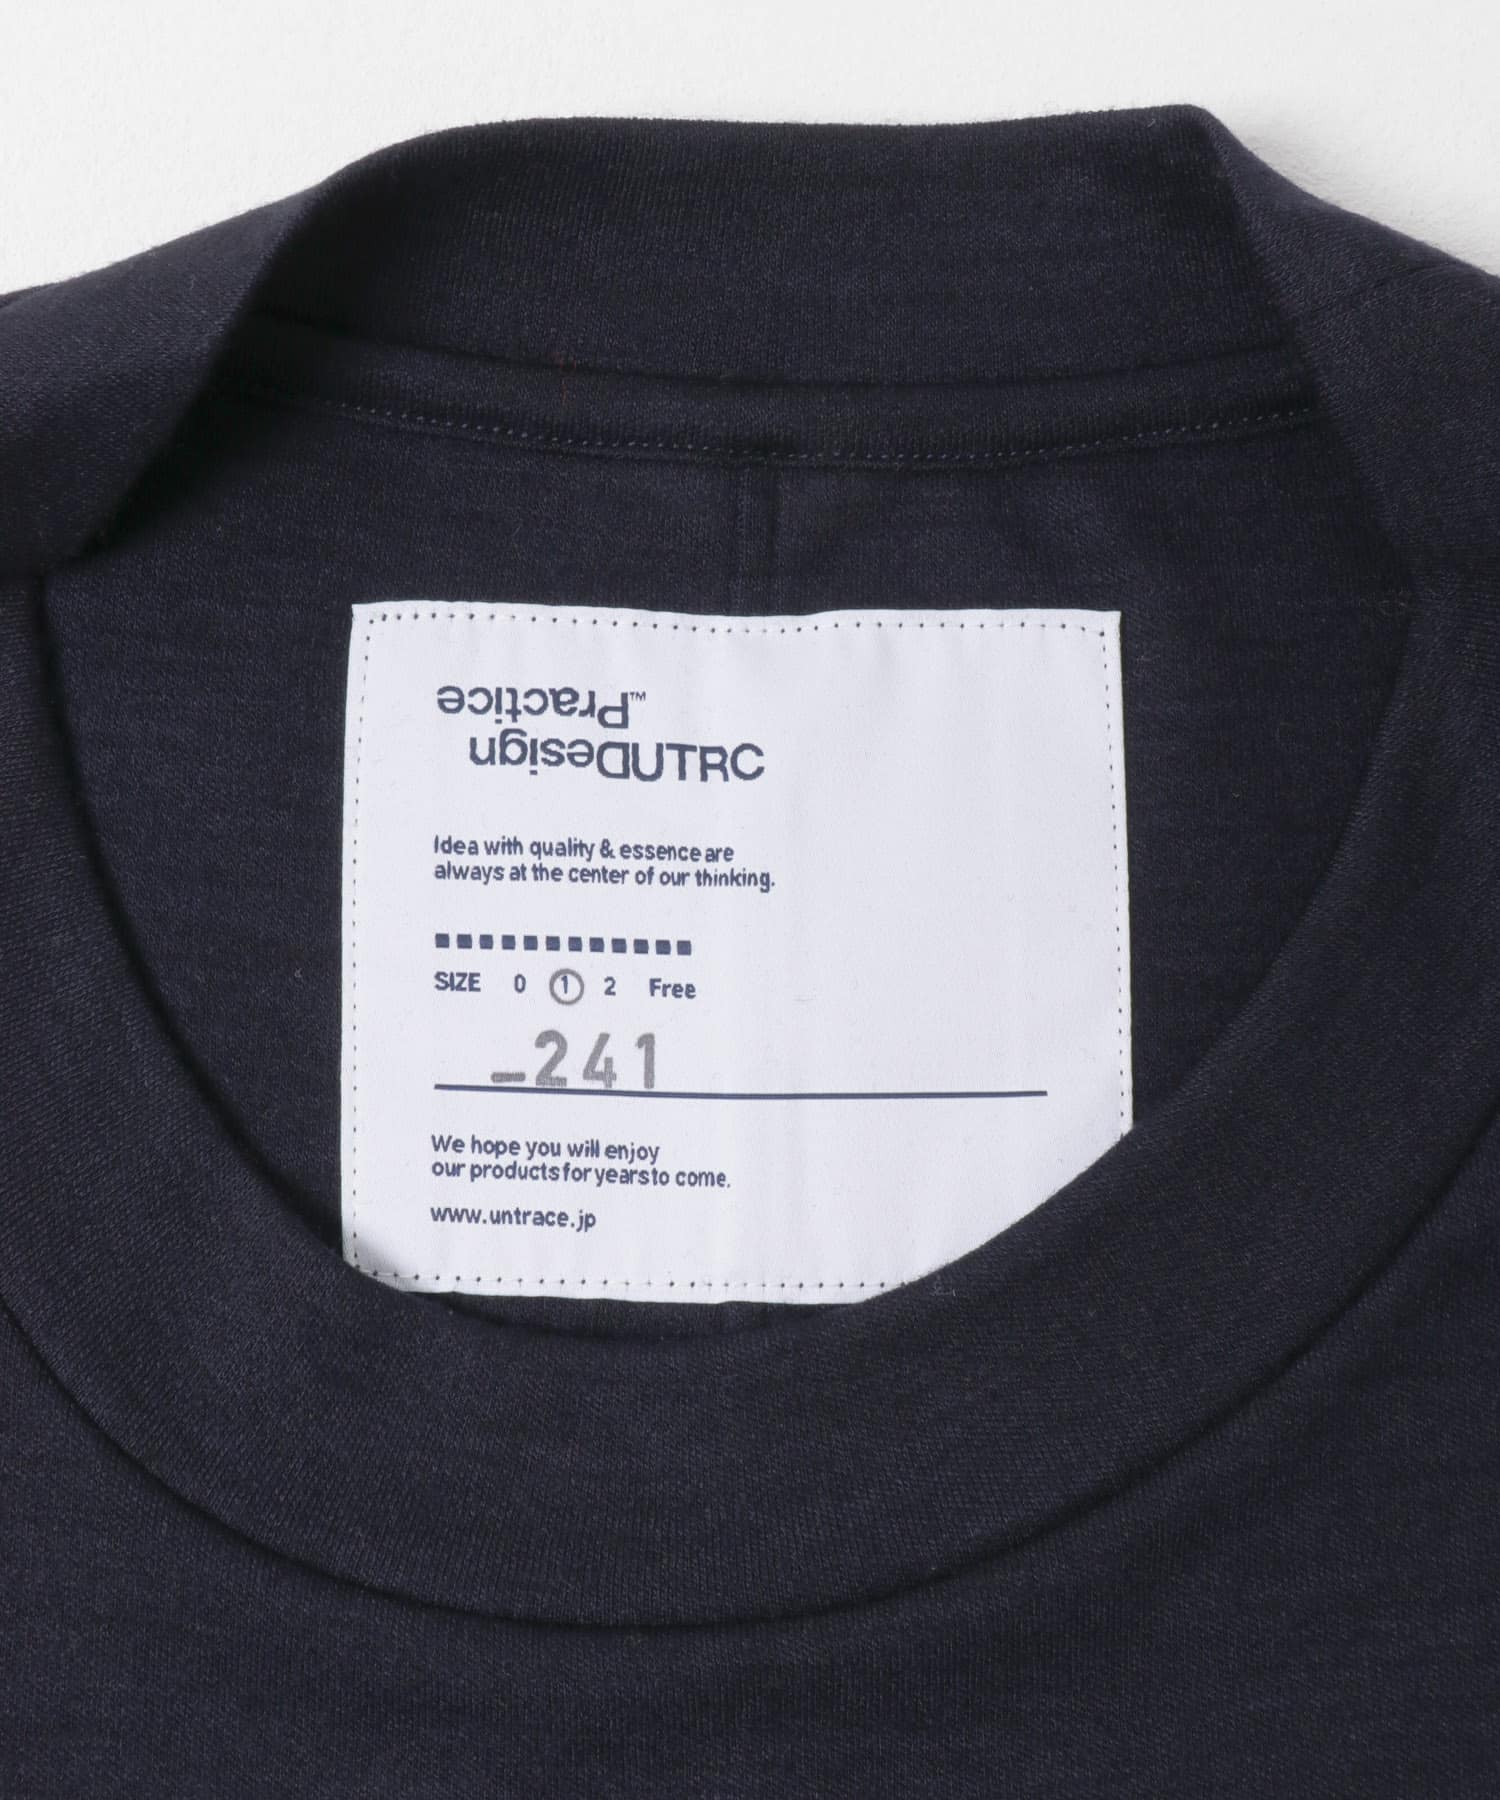 Practice™
DesignUTRC
Idea with quality & essence are
always at the center of our thinking.
SIZE 0 1 2 Free
_241
We hope you will enjoy
our products for years to come.
www.untrace.jp